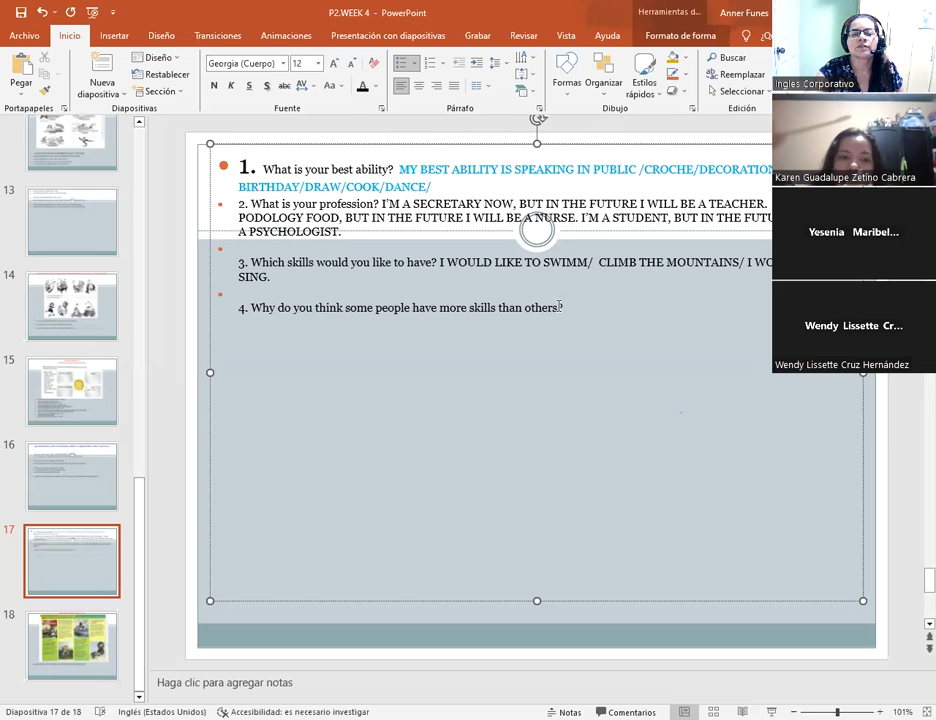 P2.WEEK 4 - PowerPoint
Herramientas d...
Anner Funes
Archivo Inicio Insertar Diseño Transiciones Animaciones Presentación con diapositivas Grabar Revisar Vista Ayuda Formato de forma
Pegar
Portapapeles
Nueva diapositiva
Diseño
Restablecer
Sección
Diapositivas
Georgia (Cuerpo) 12
N K S S abc AV Aa A
Fuente
Párrafo
Formas Organizar Estilos rápidos
Dibujo
Buscar
Reemplazar
Seleccionar
Edición
Ingles Corporativo
Karen Guadalupe Zetino Cabrera
Yesenia Maribel...
Wendy Lissette Cr...
Wendy Lissette Cruz Hernández
13
14
15
16
17
18
1. What is your best ability? MY BEST ABILITY IS SPEAKING IN PUBLIC /CROCHE/DECORATION
BIRTHDAY/DRAW/COOK/DANCE/
2. What is your profession? I'M A SECRETARY NOW, BUT IN THE FUTURE I WILL BE A TEACHER.
PODOLOGY FOOD, BUT IN THE FUTURE I WILL BE A NURSE. I'M A STUDENT, BUT IN THE FUTU
A PSYCHOLOGIST.
3. Which skills would you like to have? I WOULD LIKE TO SWIMM/ CLIMB THE MOUNTAINS/ I WO
SING.
4. Why do you think some people have more skills than others?
Haga clic para agregar notas
Diapositiva 17 de 18 Inglés (Estados Unidos) Accesibilidad: es necesario investigar Notas Comentarios 101%